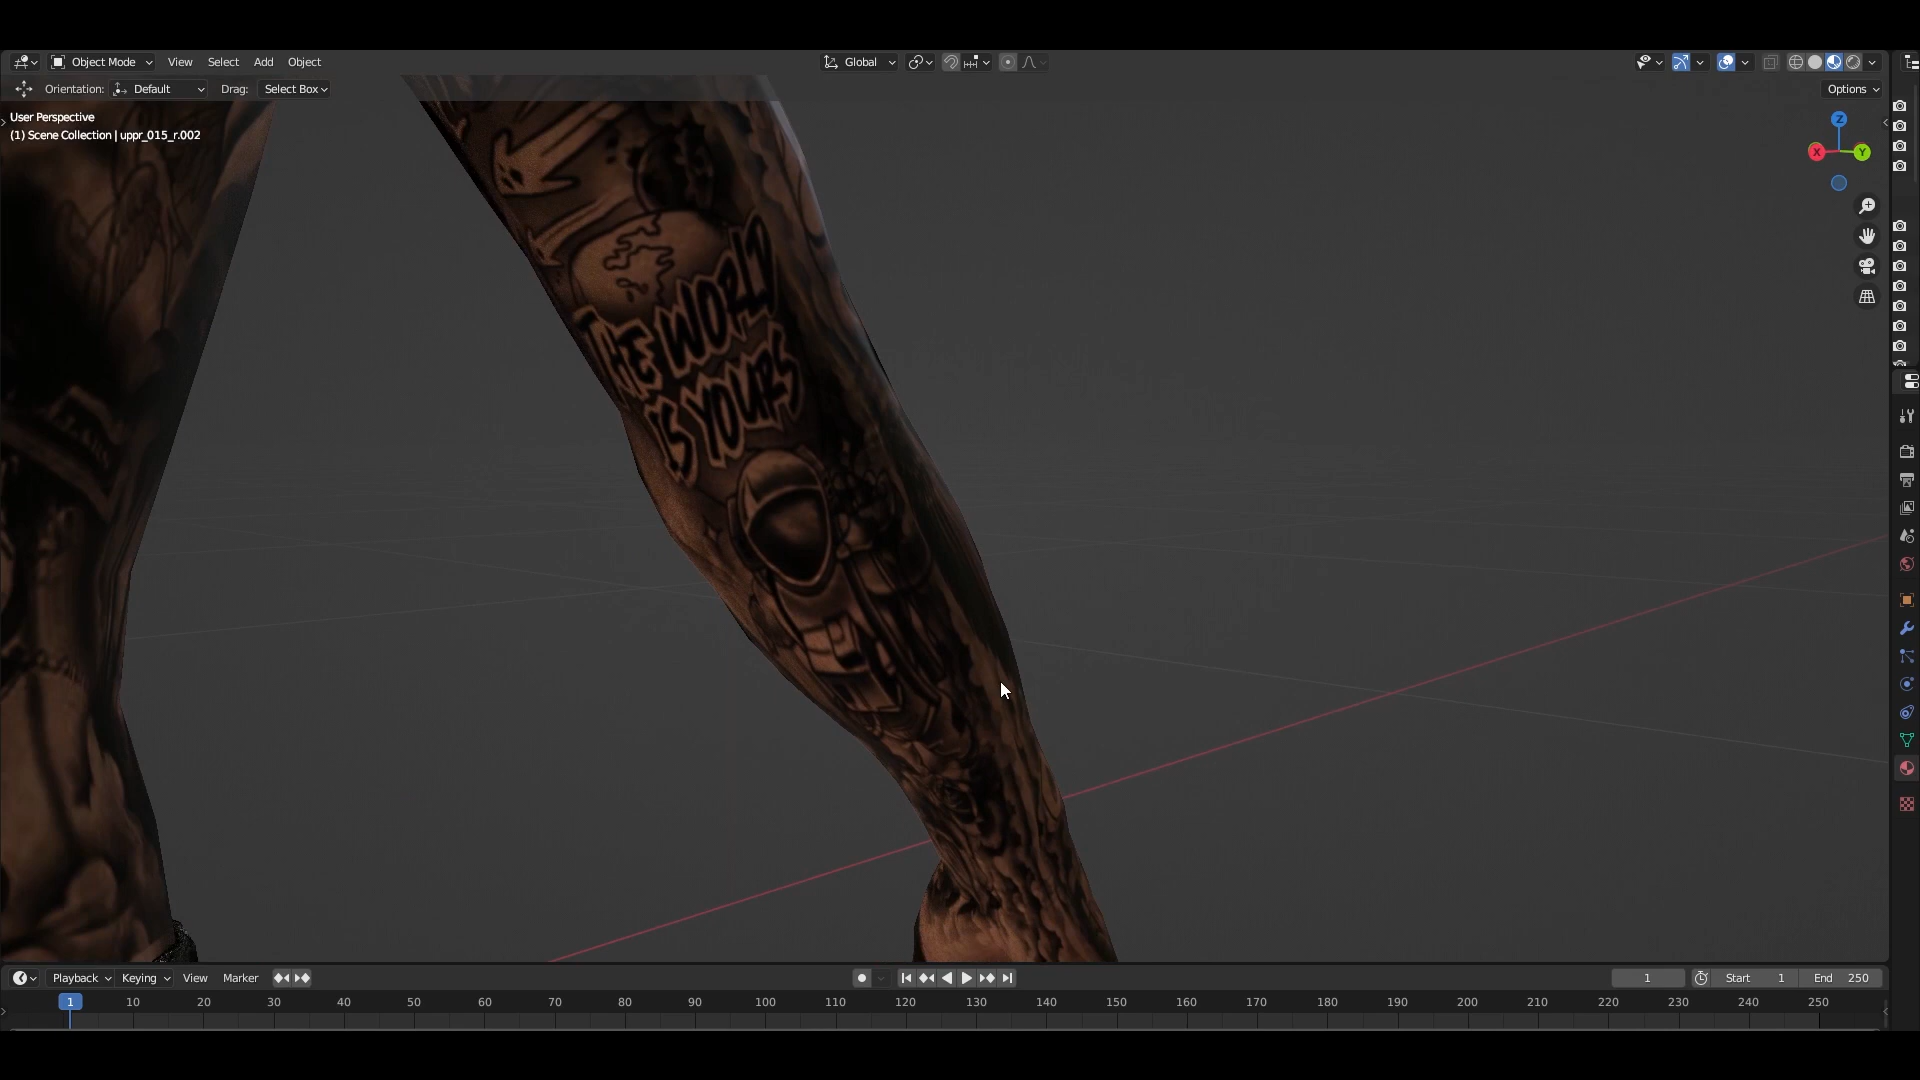 Object Mode View Select Add Object Global
Orientation: Default Drag: Select Box Options
User Perspective
(1) Scene Collection | uppr_015_r.002
Z
X Y
THE WORLD
IS YOURS
Playback Keying View Marker 1 Start 1 End 250
1 10 20 30 40 50 60 70 80 90 100 110 120 130 140 150 160 170 180 190 200 210 220 230 240 250